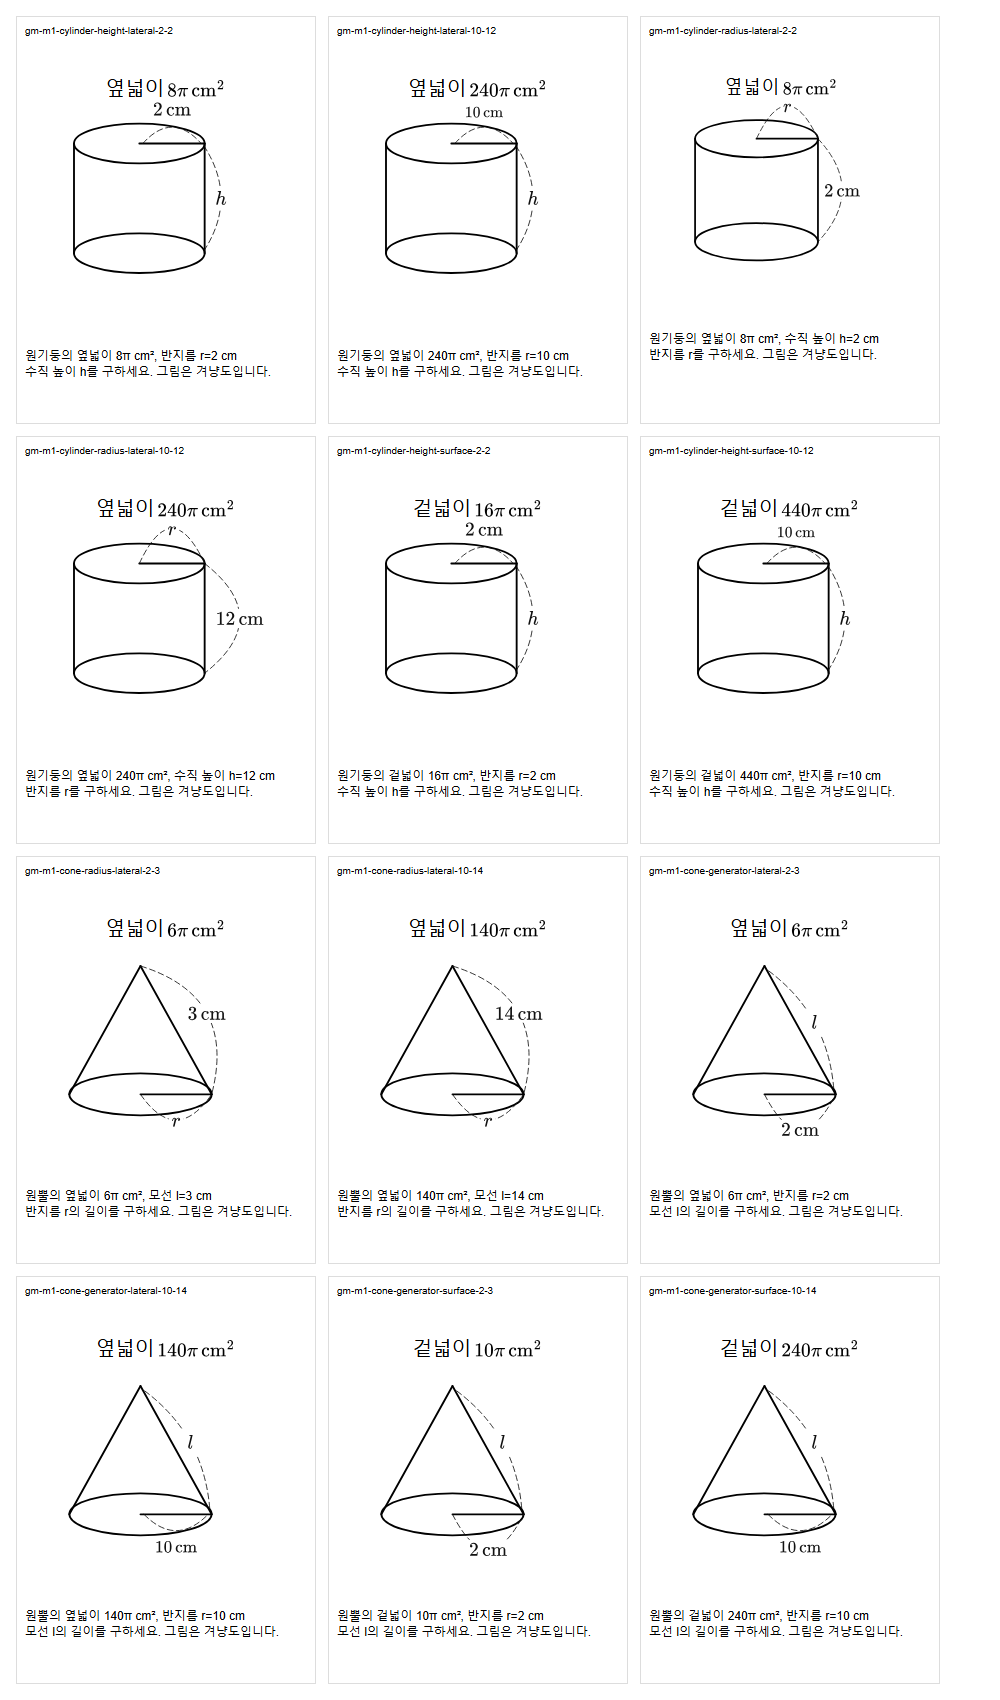 gm-m1-cylinder-height-lateral-2-2
옆넓이 8π cm²
2 cm
h
원기둥의 옆넓이 8π cm², 반지름 r=2 cm
수직 높이 h를 구하세요. 그림은 겨냥도입니다.
gm-m1-cylinder-height-lateral-10-12
옆넓이 240π cm²
10 cm
h
원기둥의 옆넓이 240π cm², 반지름 r=10 cm
수직 높이 h를 구하세요. 그림은 겨냥도입니다.
gm-m1-cylinder-radius-lateral-2-2
옆넓이 8π cm²
r
2 cm
원기둥의 옆넓이 8π cm², 수직 높이 h=2 cm
반지름 r를 구하세요. 그림은 겨냥도입니다.
gm-m1-cylinder-radius-lateral-10-12
옆넓이 240π cm²
r
12 cm
원기둥의 옆넓이 240π cm², 수직 높이 h=12 cm
반지름 r를 구하세요. 그림은 겨냥도입니다.
gm-m1-cylinder-height-surface-2-2
겉넓이 16π cm²
2 cm
h
원기둥의 겉넓이 16π cm², 반지름 r=2 cm
수직 높이 h를 구하세요. 그림은 겨냥도입니다.
gm-m1-cylinder-height-surface-10-12
겉넓이 440π cm²
10 cm
h
원기둥의 겉넓이 440π cm², 반지름 r=10 cm
수직 높이 h를 구하세요. 그림은 겨냥도입니다.
gm-m1-cone-radius-lateral-2-3
옆넓이 6π cm²
3 cm
r
원뿔의 옆넓이 6π cm², 모선 l=3 cm
반지름 r의 길이를 구하세요. 그림은 겨냥도입니다.
gm-m1-cone-radius-lateral-10-14
옆넓이 140π cm²
14 cm
r
원뿔의 옆넓이 140π cm², 모선 l=14 cm
반지름 r의 길이를 구하세요. 그림은 겨냥도입니다.
gm-m1-cone-generator-lateral-2-3
옆넓이 6π cm²
l
2 cm
원뿔의 옆넓이 6π cm², 반지름 r=2 cm
모선 l의 길이를 구하세요. 그림은 겨냥도입니다.
gm-m1-cone-generator-lateral-10-14
옆넓이 140π cm²
l
10 cm
원뿔의 옆넓이 140π cm², 반지름 r=10 cm
모선 l의 길이를 구하세요. 그림은 겨냥도입니다.
gm-m1-cone-generator-surface-2-3
겉넓이 10π cm²
l
2 cm
원뿔의 겉넓이 10π cm², 반지름 r=2 cm
모선 l의 길이를 구하세요. 그림은 겨냥도입니다.
gm-m1-cone-generator-surface-10-14
겉넓이 240π cm²
l
10 cm
원뿔의 겉넓이 240π cm², 반지름 r=10 cm
모선 l의 길이를 구하세요. 그림은 겨냥도입니다.